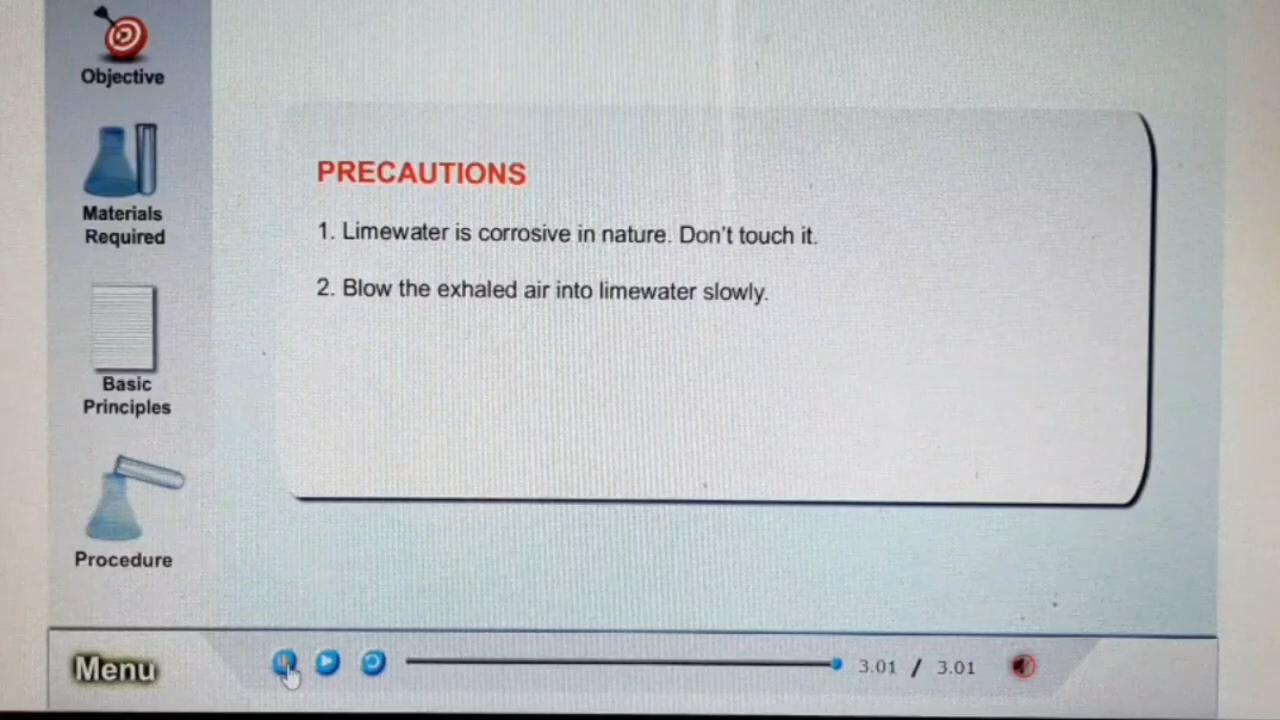 Objective
Materials
Required
Basic
Principles
Procedure
PRECAUTIONS
1. Limewater is corrosive in nature. Don't touch it.
2. Blow the exhaled air into limewater slowly.
Menu
3.01 / 3.01